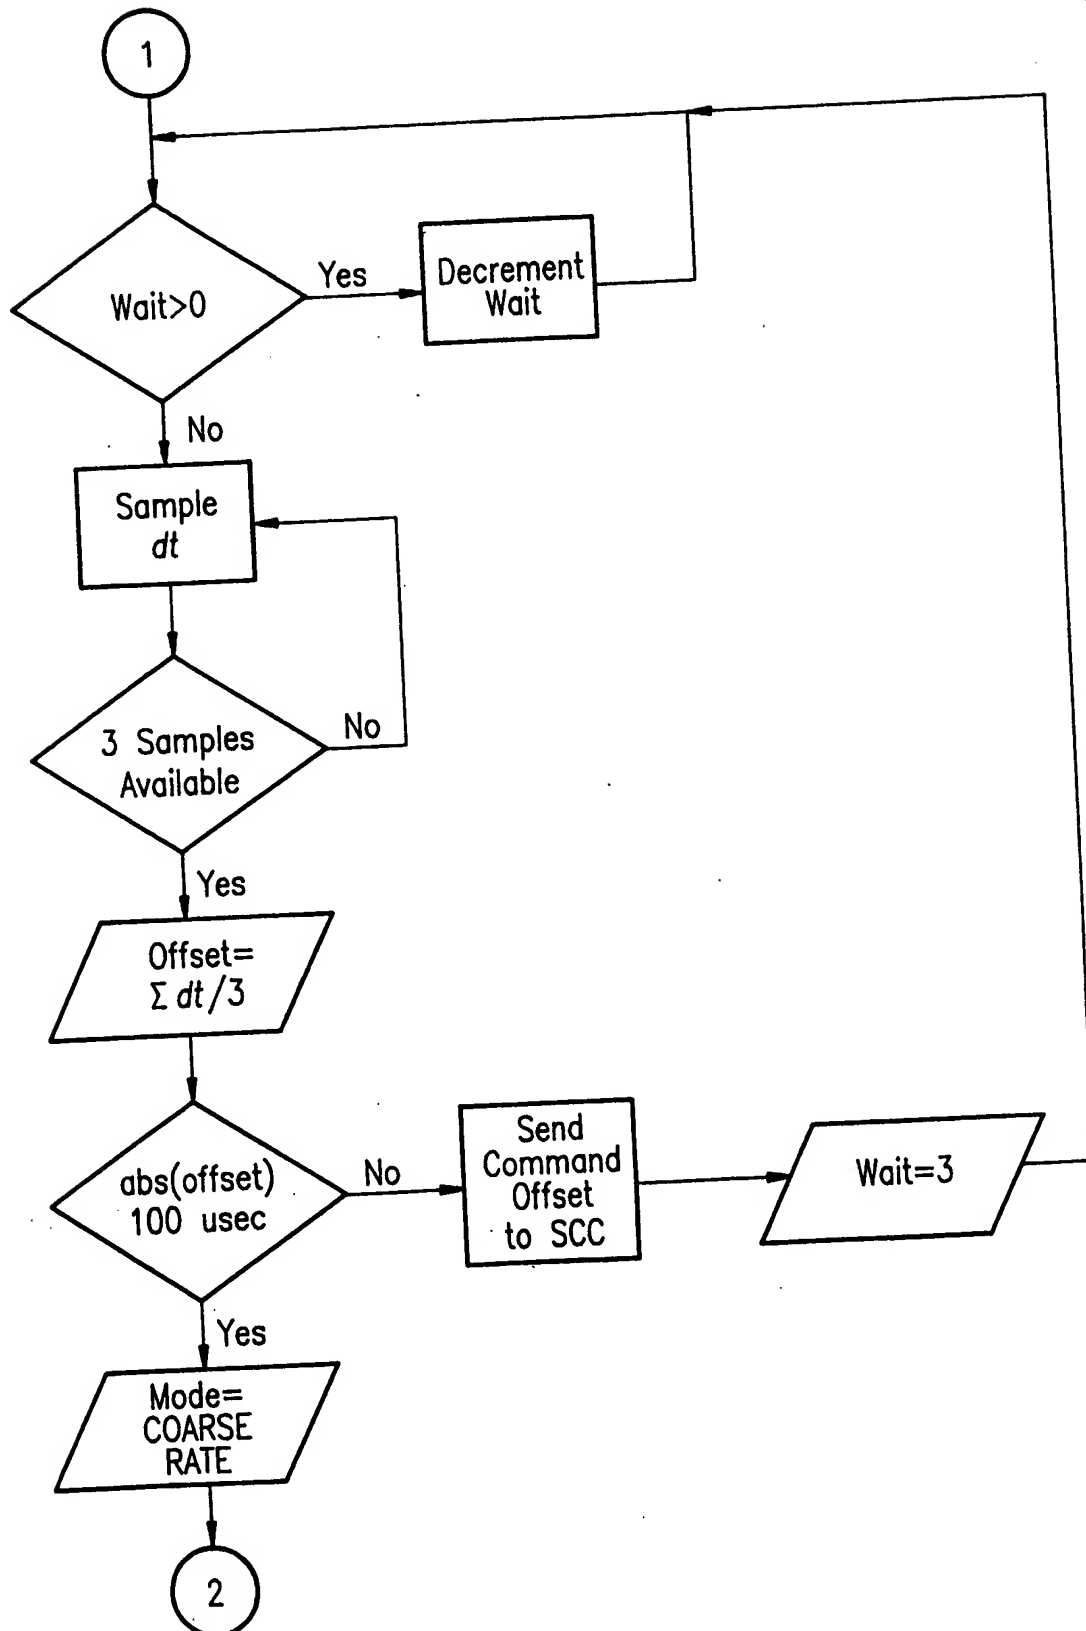 1
Wait>0
Yes
Decrement
Wait
No
Sample
dt
3 Samples
Available
No
Yes
Offset=
Σ dt/3
abs(offset)
100 usec
No
Send
Command
Offset
to SCC
Wait=3
Yes
Mode=
COARSE
RATE
2